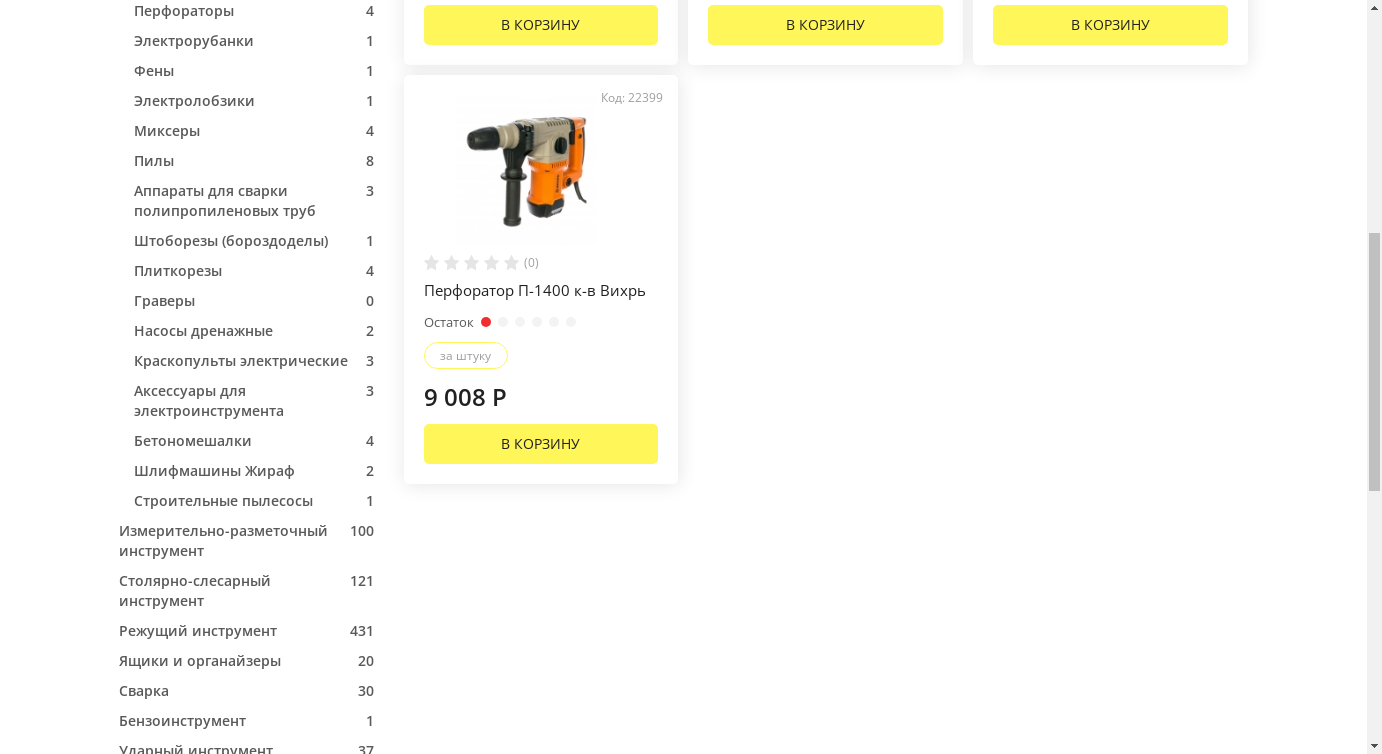 Перфораторы 4
Электрорубанки 1
Фены 1
Электролобзики 1
Миксеры 4
Пилы 8
Аппараты для сварки 3
полипропиленовых труб
Штоборезы (бороздоделы) 1
Плиткорезы 4
Граверы 0
Насосы дренажные 2
Краскопульты электрические 3
Аксессуары для 3
электроинструмента
Бетономешалки 4
Шлифмашины Жираф 2
Строительные пылесосы 1
Измерительно-разметочный 100
инструмент
Столярно-слесарный 121
инструмент
Режущий инструмент 431
Ящики и органайзеры 20
Сварка 30
Бензоинструмент 1
Ударный инструмент 37
В КОРЗИНУ
В КОРЗИНУ
В КОРЗИНУ
Код: 22399
(0)
Перфоратор П-1400 к-в Вихрь
Остаток
за штуку
9 008 Р
В КОРЗИНУ